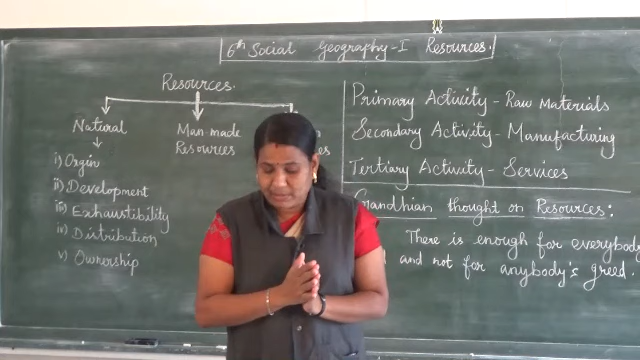 6th Social Geography-I Resources.
Resources.
Natural
Man made
Resources
i) Orgin
ii) Development
iii) Exhaustibility
iv) Distribution
v) Ownership
Primary Activity - Raw Materials
Secondary Activity - Manufacturing
Tertiary Activity - Services
Gandhian thought on Resources:
There is enough for everybody
and not for anybody's greed.